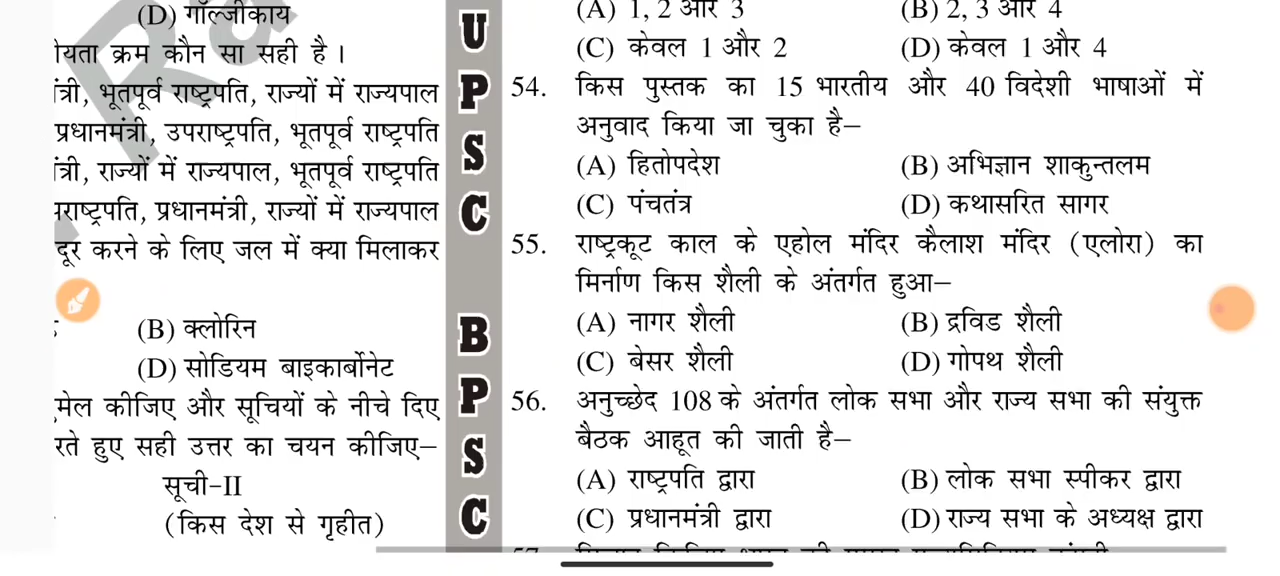 (D) गॉल्जीकाय
ीयता क्रम कौन सा सही है ।
ंत्री, भूतपूर्व राष्ट्रपति, राज्यों में राज्यपाल
प्रधानमंत्री, उपराष्ट्रपति, भूतपूर्व राष्ट्रपति
ंत्री, राज्यों में राज्यपाल, भूतपूर्व राष्ट्रपति
पराष्ट्रपति, प्रधानमंत्री, राज्यों में राज्यपाल
दूर करने के लिए जल में क्या मिलाकर
(B) क्लोरिन
(D) सोडियम बाइकार्बोनेट
ुमेल कीजिए और सूचियों के नीचे दिए
रते हुए सही उत्तर का चयन कीजिए–
सूची-II
(किस देश से गृहीत)
U
P
S
C
B
P
S
C
(A) 1, 2 और 3 (B) 2, 3 और 4
(C) केवल 1 और 2 (D) केवल 1 और 4
54. किस पुस्तक का 15 भारतीय और 40 विदेशी भाषाओं में
अनुवाद किया जा चुका है–
(A) हितोपदेश (B) अभिज्ञान शाकुन्तलम
(C) पंचतंत्र (D) कथासरित सागर
55. राष्ट्रकूट काल के एहोल मंदिर कैलाश मंदिर (एलोरा) का
मिर्नाण किस शैली के अंतर्गत हुआ–
(A) नागर शैली (B) द्रविड शैली
(C) बेसर शैली (D) गोपथ शैली
56. अनुच्छेद 108 के अंतर्गत लोक सभा और राज्य सभा की संयुक्त
बैठक आहूत की जाती है–
(A) राष्ट्रपति द्वारा (B) लोक सभा स्पीकर द्वारा
(C) प्रधानमंत्री द्वारा (D) राज्य सभा के अध्यक्ष द्वारा